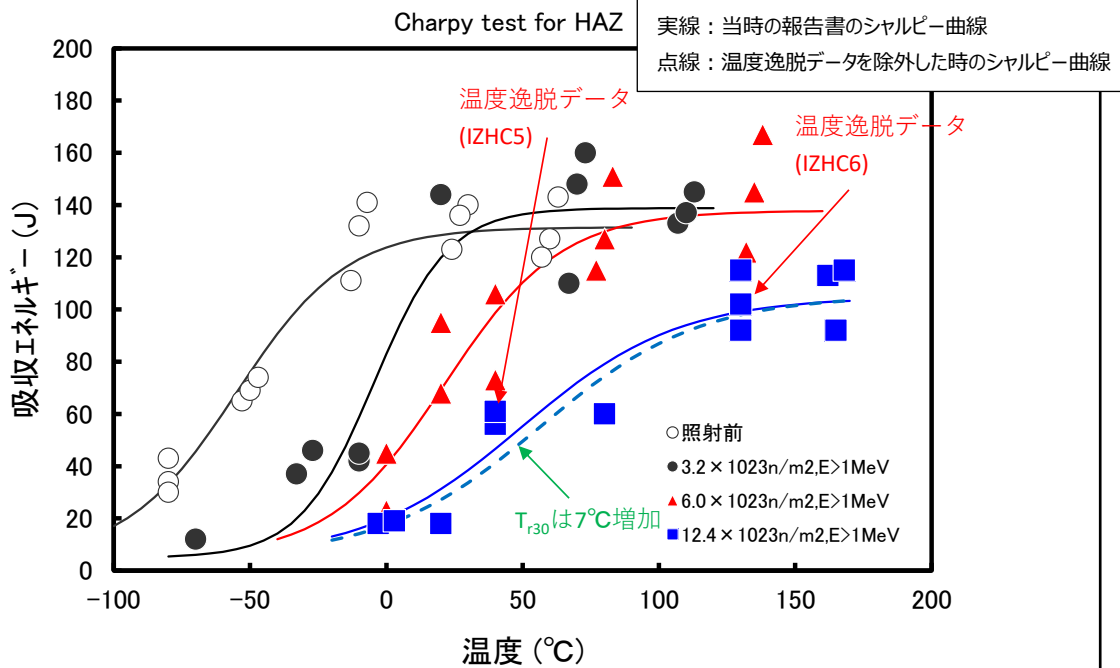 Charpy test for HAZ
実線：当時の報告書のシャルピー曲線
点線：温度逸脱データを除外した時のシャルピー曲線
200
180
160
140
120
100
80
60
40
20
0
吸収エネルギー (J)
温度逸脱データ
(IZHC5)
温度逸脱データ
(IZHC6)
Tr30は7℃増加
照射前
3.2×1023n/m2,E>1MeV
6.0×1023n/m2,E>1MeV
12.4×1023n/m2,E>1MeV
-100
-50
0
50
100
150
200
温度 (℃)